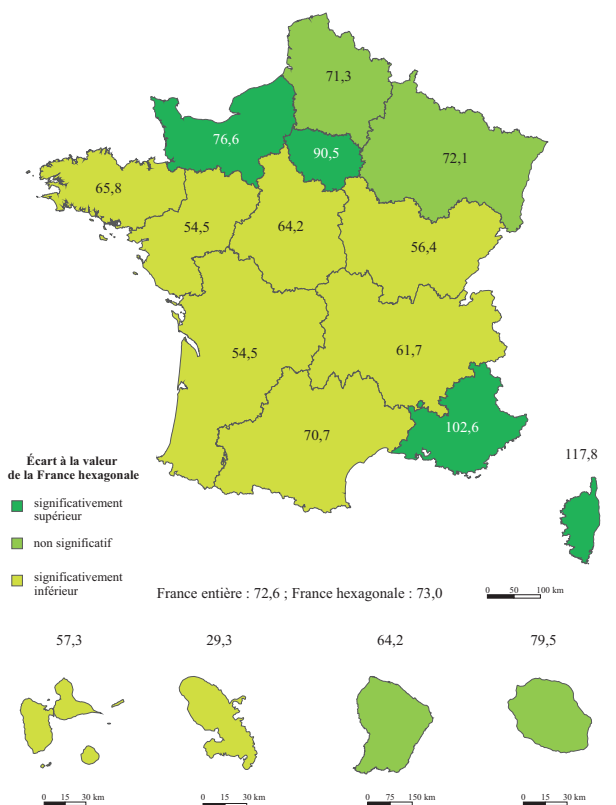 71,3
76,6
90,5
72,1
65,8
54,5
64,2
56,4
54,5
61,7
70,7
102,6
117,8
Écart à la valeur
de la France hexagonale
significativement
supérieur
non significatif
significativement
inférieur
France entière : 72,6 ; France hexagonale : 73,0
0 50 100 km
57,3
29,3
64,2
79,5
0 15 30 km
0 15 30 km
0 75 150 km
0 15 30 km